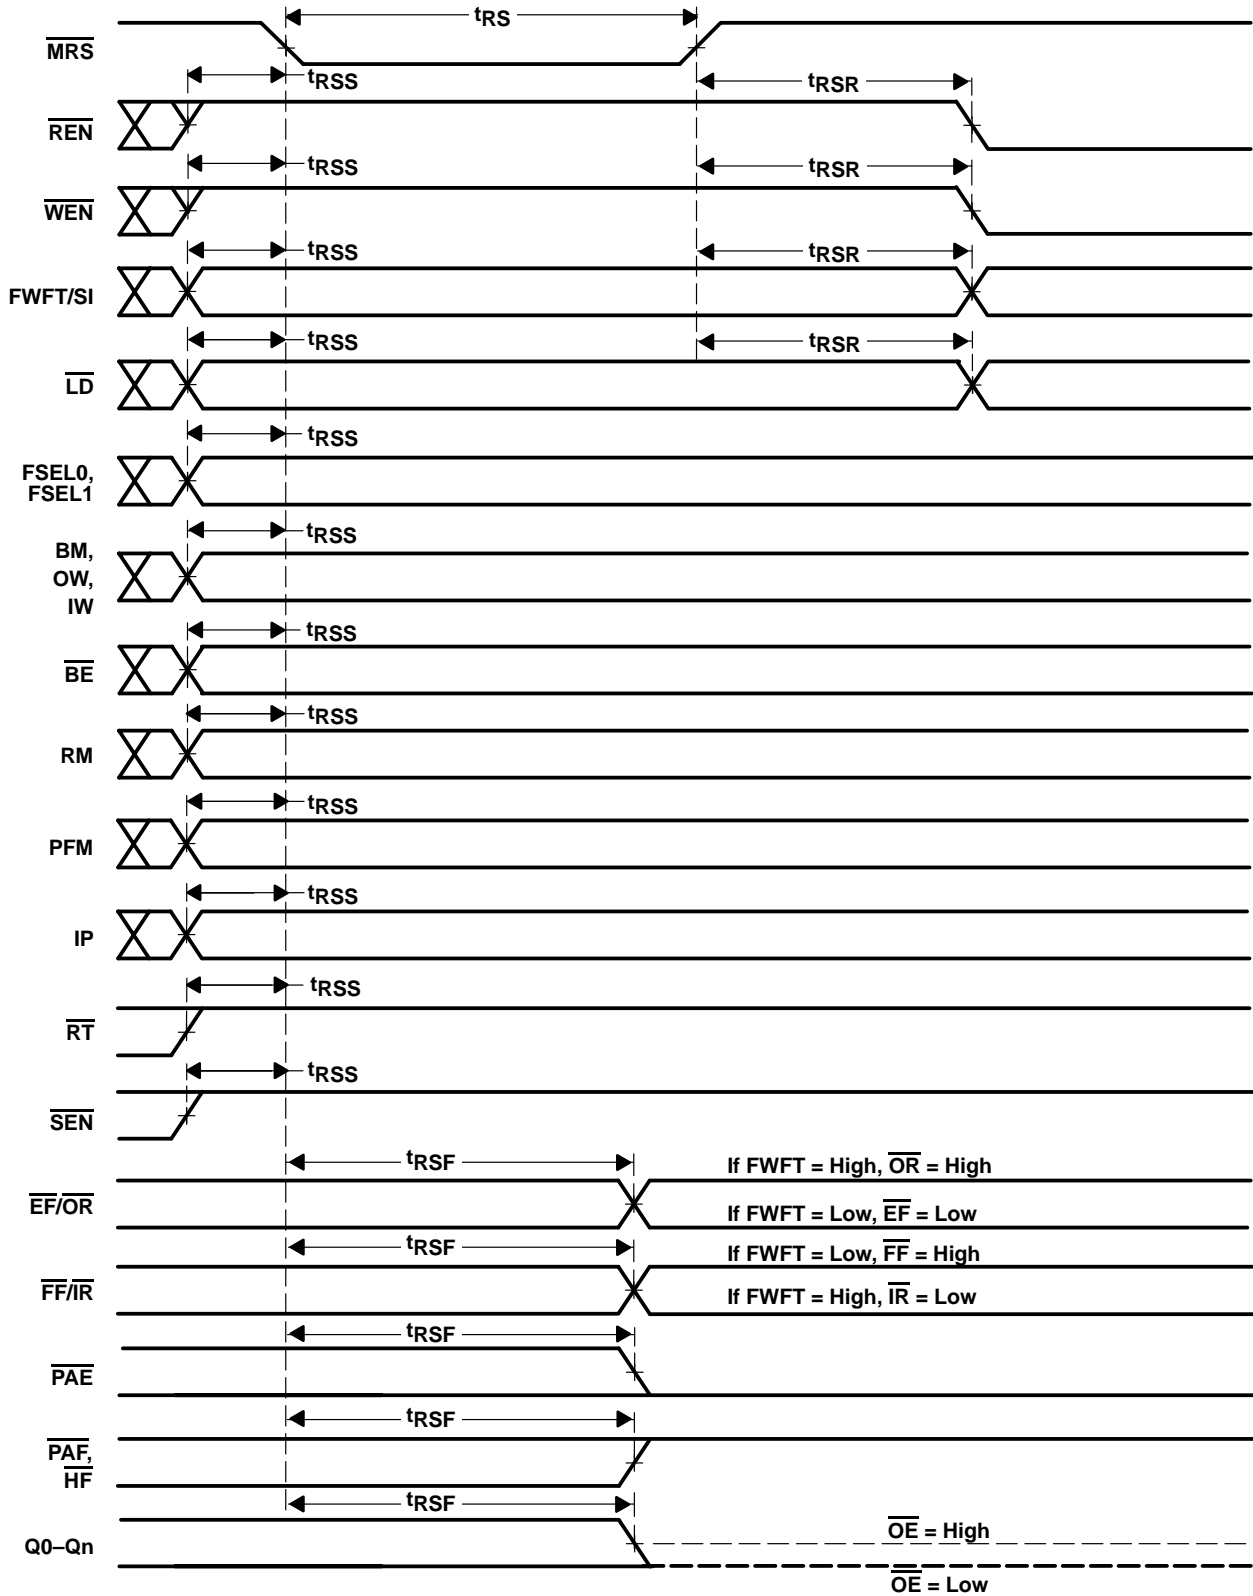 tRS
MRS
tRSS
tRSR
REN
tRSS
tRSR
WEN
tRSS
tRSR
FWFT/SI
tRSS
tRSR
LD
tRSS
FSEL0,
FSEL1
tRSS
BM,
OW,
IW
tRSS
BE
tRSS
RM
tRSS
PFM
tRSS
IP
tRSS
RT
tRSS
SEN
tRSF
If FWFT = High, OR = High
EF/OR
If FWFT = Low, EF = Low
tRSF
If FWFT = Low, FF = High
FF/IR
If FWFT = High, IR = Low
tRSF
PAE
tRSF
PAF,
HF
tRSF
OE = High
Q0–Qn
OE = Low